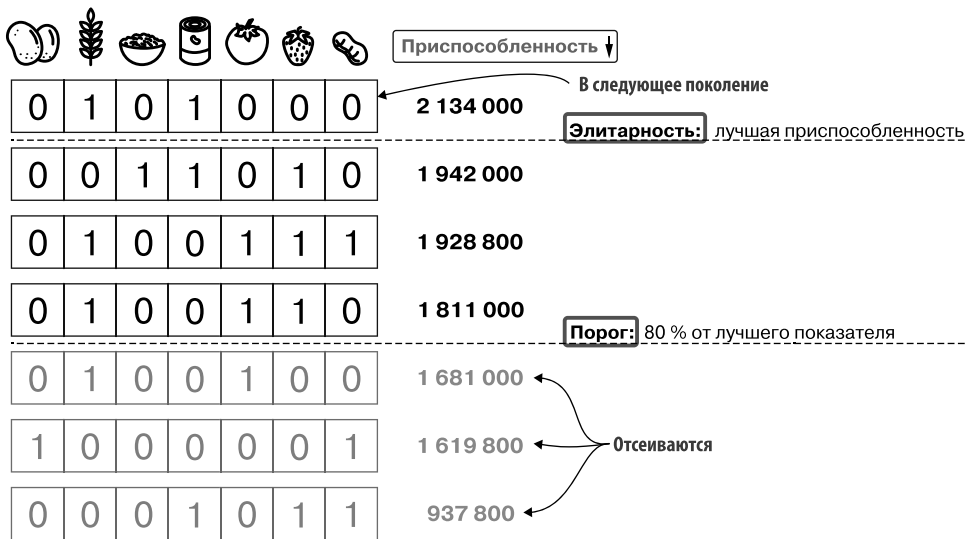 Приспособленность
В следующее поколение
0 1 0 1 0 0 0 2 134 000
Элитарность: лучшая приспособленность
0 0 1 1 0 1 0 1 942 000
0 1 0 0 1 1 1 1 928 800
0 1 0 0 1 1 0 1 811 000
Порог: 80 % от лучшего показателя
0 1 0 0 1 0 0 1 681 000
1 0 0 0 0 0 1 1 619 800
Отсеиваются
0 0 0 1 0 1 1 937 800